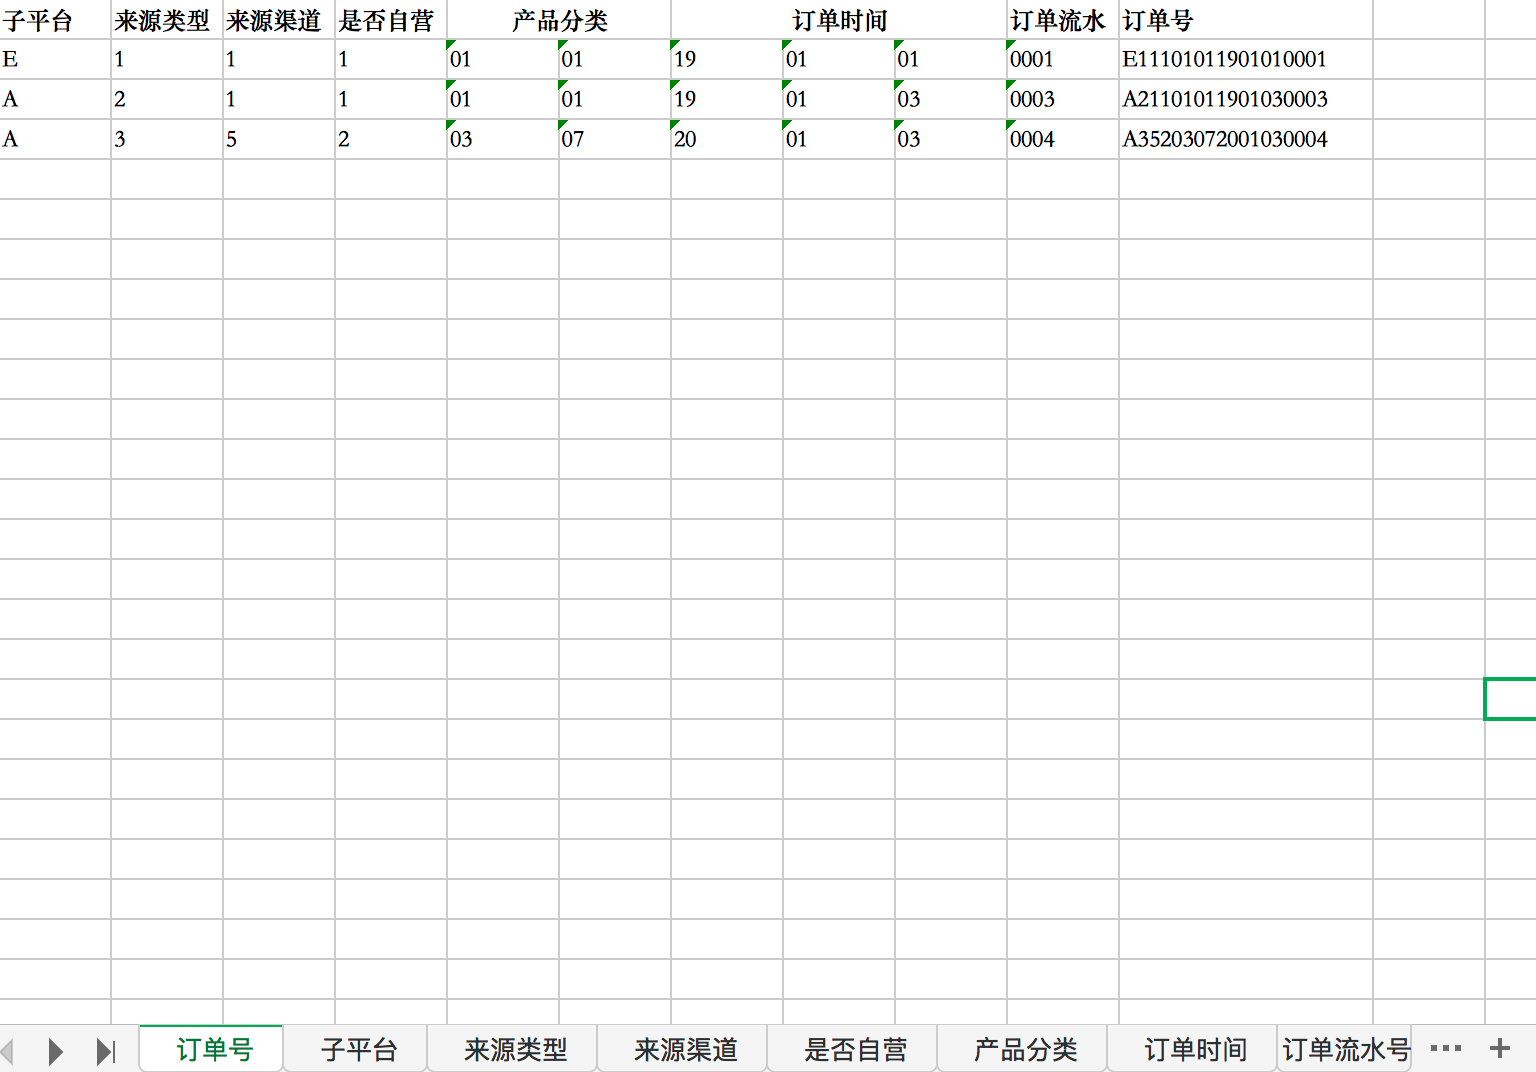 子平台 来源类型 来源渠道 是否自营 产品分类 订单时间 订单流水 订单号
E 1 1 1 01 01 19 01 01 0001 E11101011901010001
A 2 1 1 01 01 19 01 03 0003 A21101011901030003
A 3 5 2 03 07 20 01 03 0004 A35203072001030004
订单号 子平台 来源类型 来源渠道 是否自营 产品分类 订单时间 订单流水号